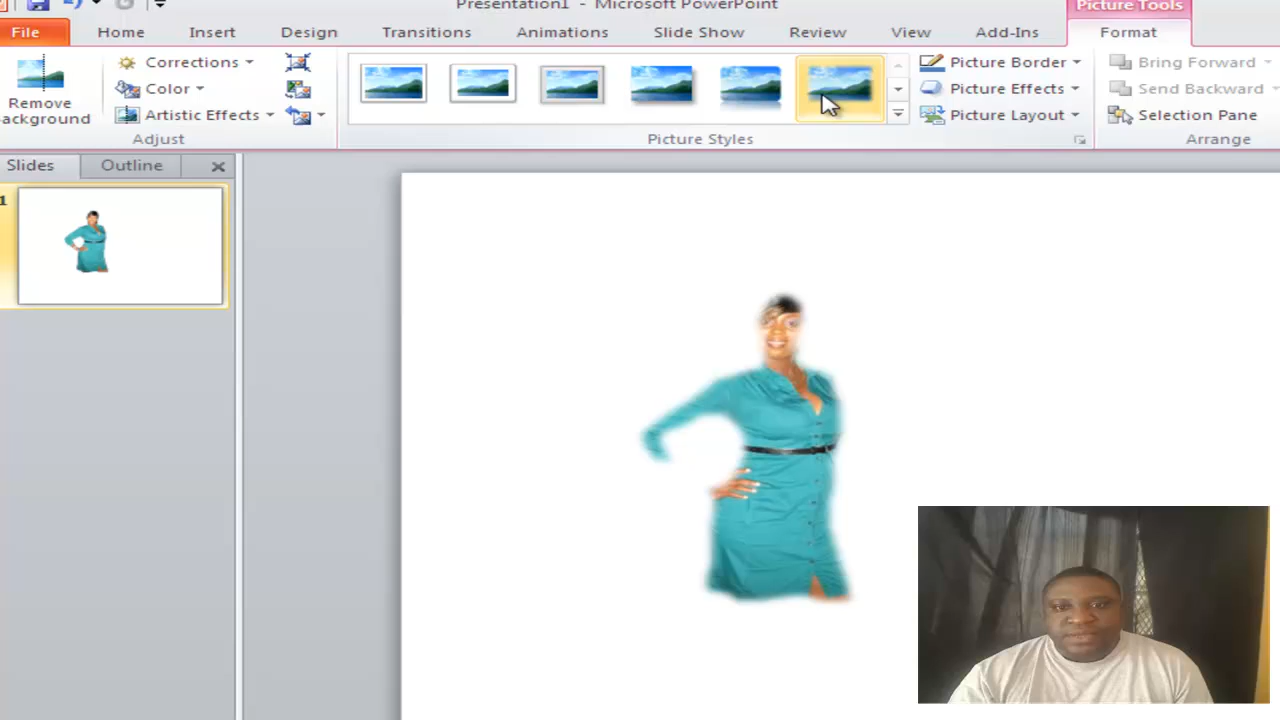 Presentation1 - Microsoft PowerPoint
Picture Tools
File
Home
Insert
Design
Transitions
Animations
Slide Show
Review
View
Add-Ins
Format
Remove
ackground
Corrections
Color
Artistic Effects
Adjust
Picture Styles
Picture Border
Picture Effects
Picture Layout
Bring Forward
Send Backward
Selection Pane
Arrange
Slides
Outline
1